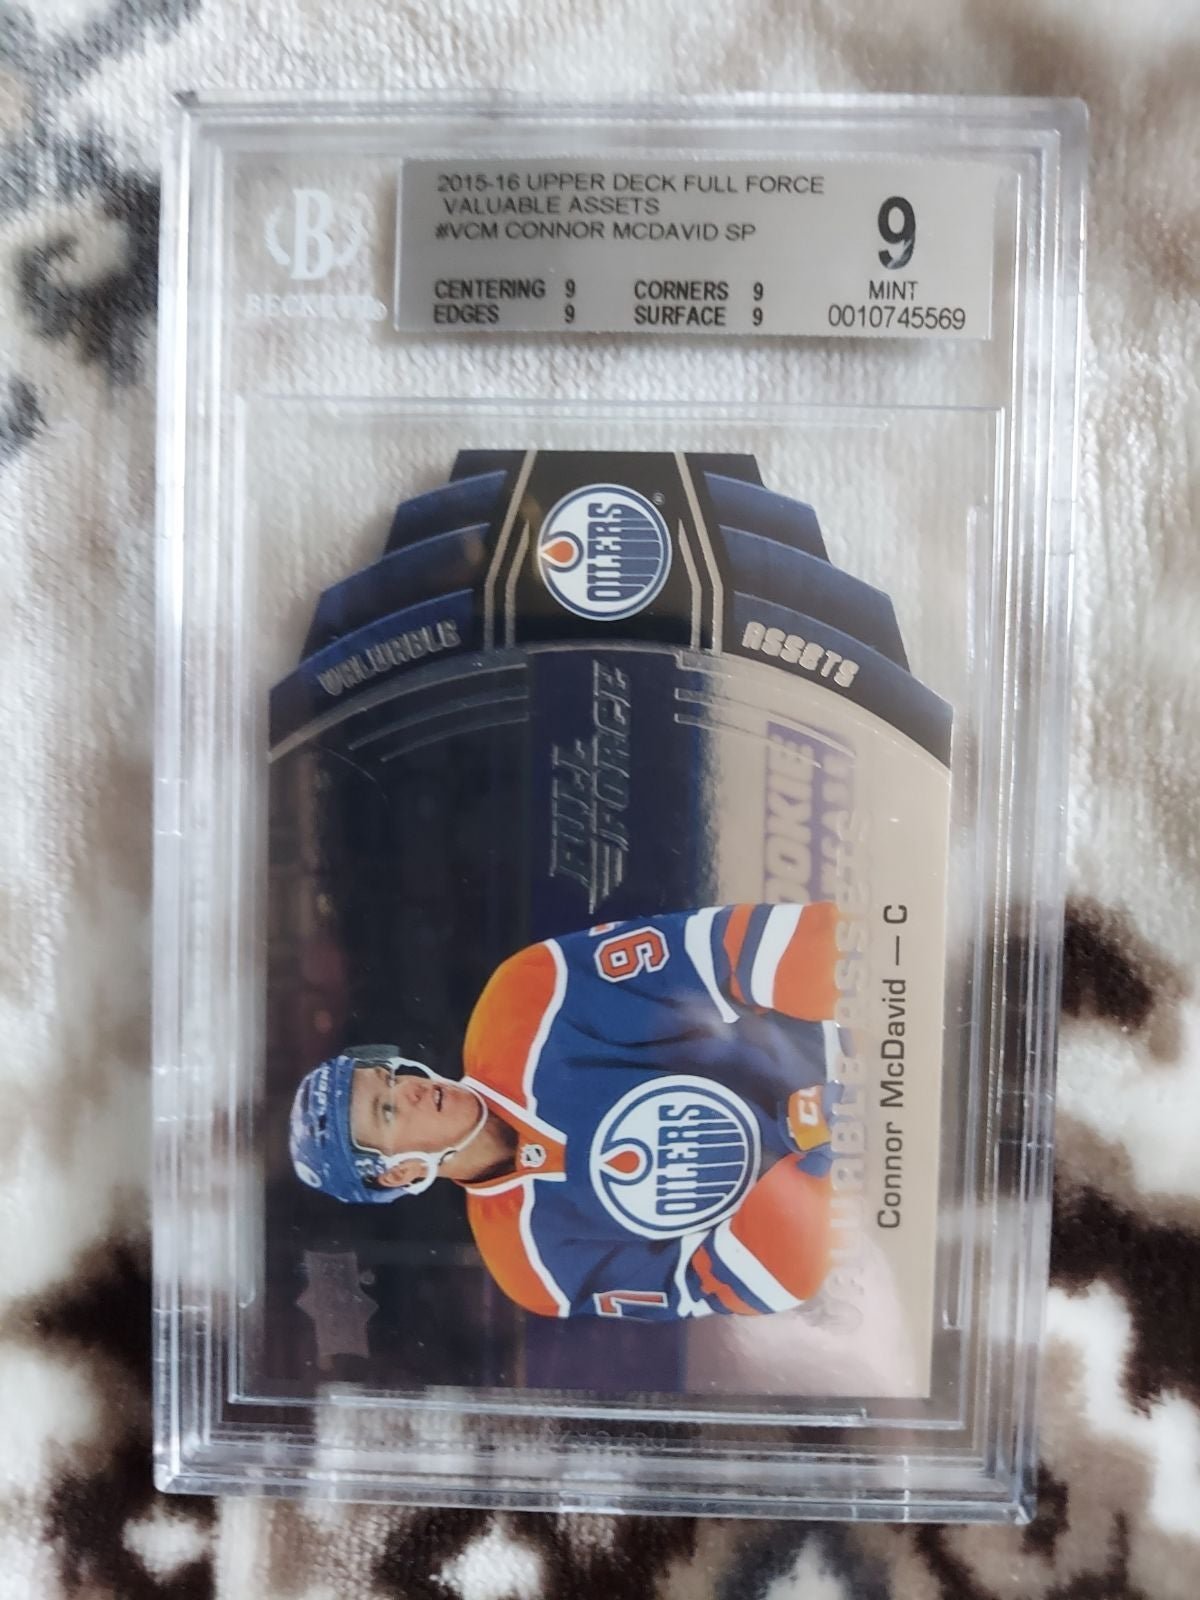 2015-16 UPPER DECK FULL FORCE
VALUABLE ASSETS
#VCM CONNOR MCDAVID SP
9
MINT
0010745569
CENTERING 9 CORNERS 9
EDGES 9 SURFACE 9
B
BECKETT
OILERS
VALUABLE
ASSETS
FULL
FORCE
ROOKIE
VALUABLE ASSETS
Connor McDavid — C
97
OILERS